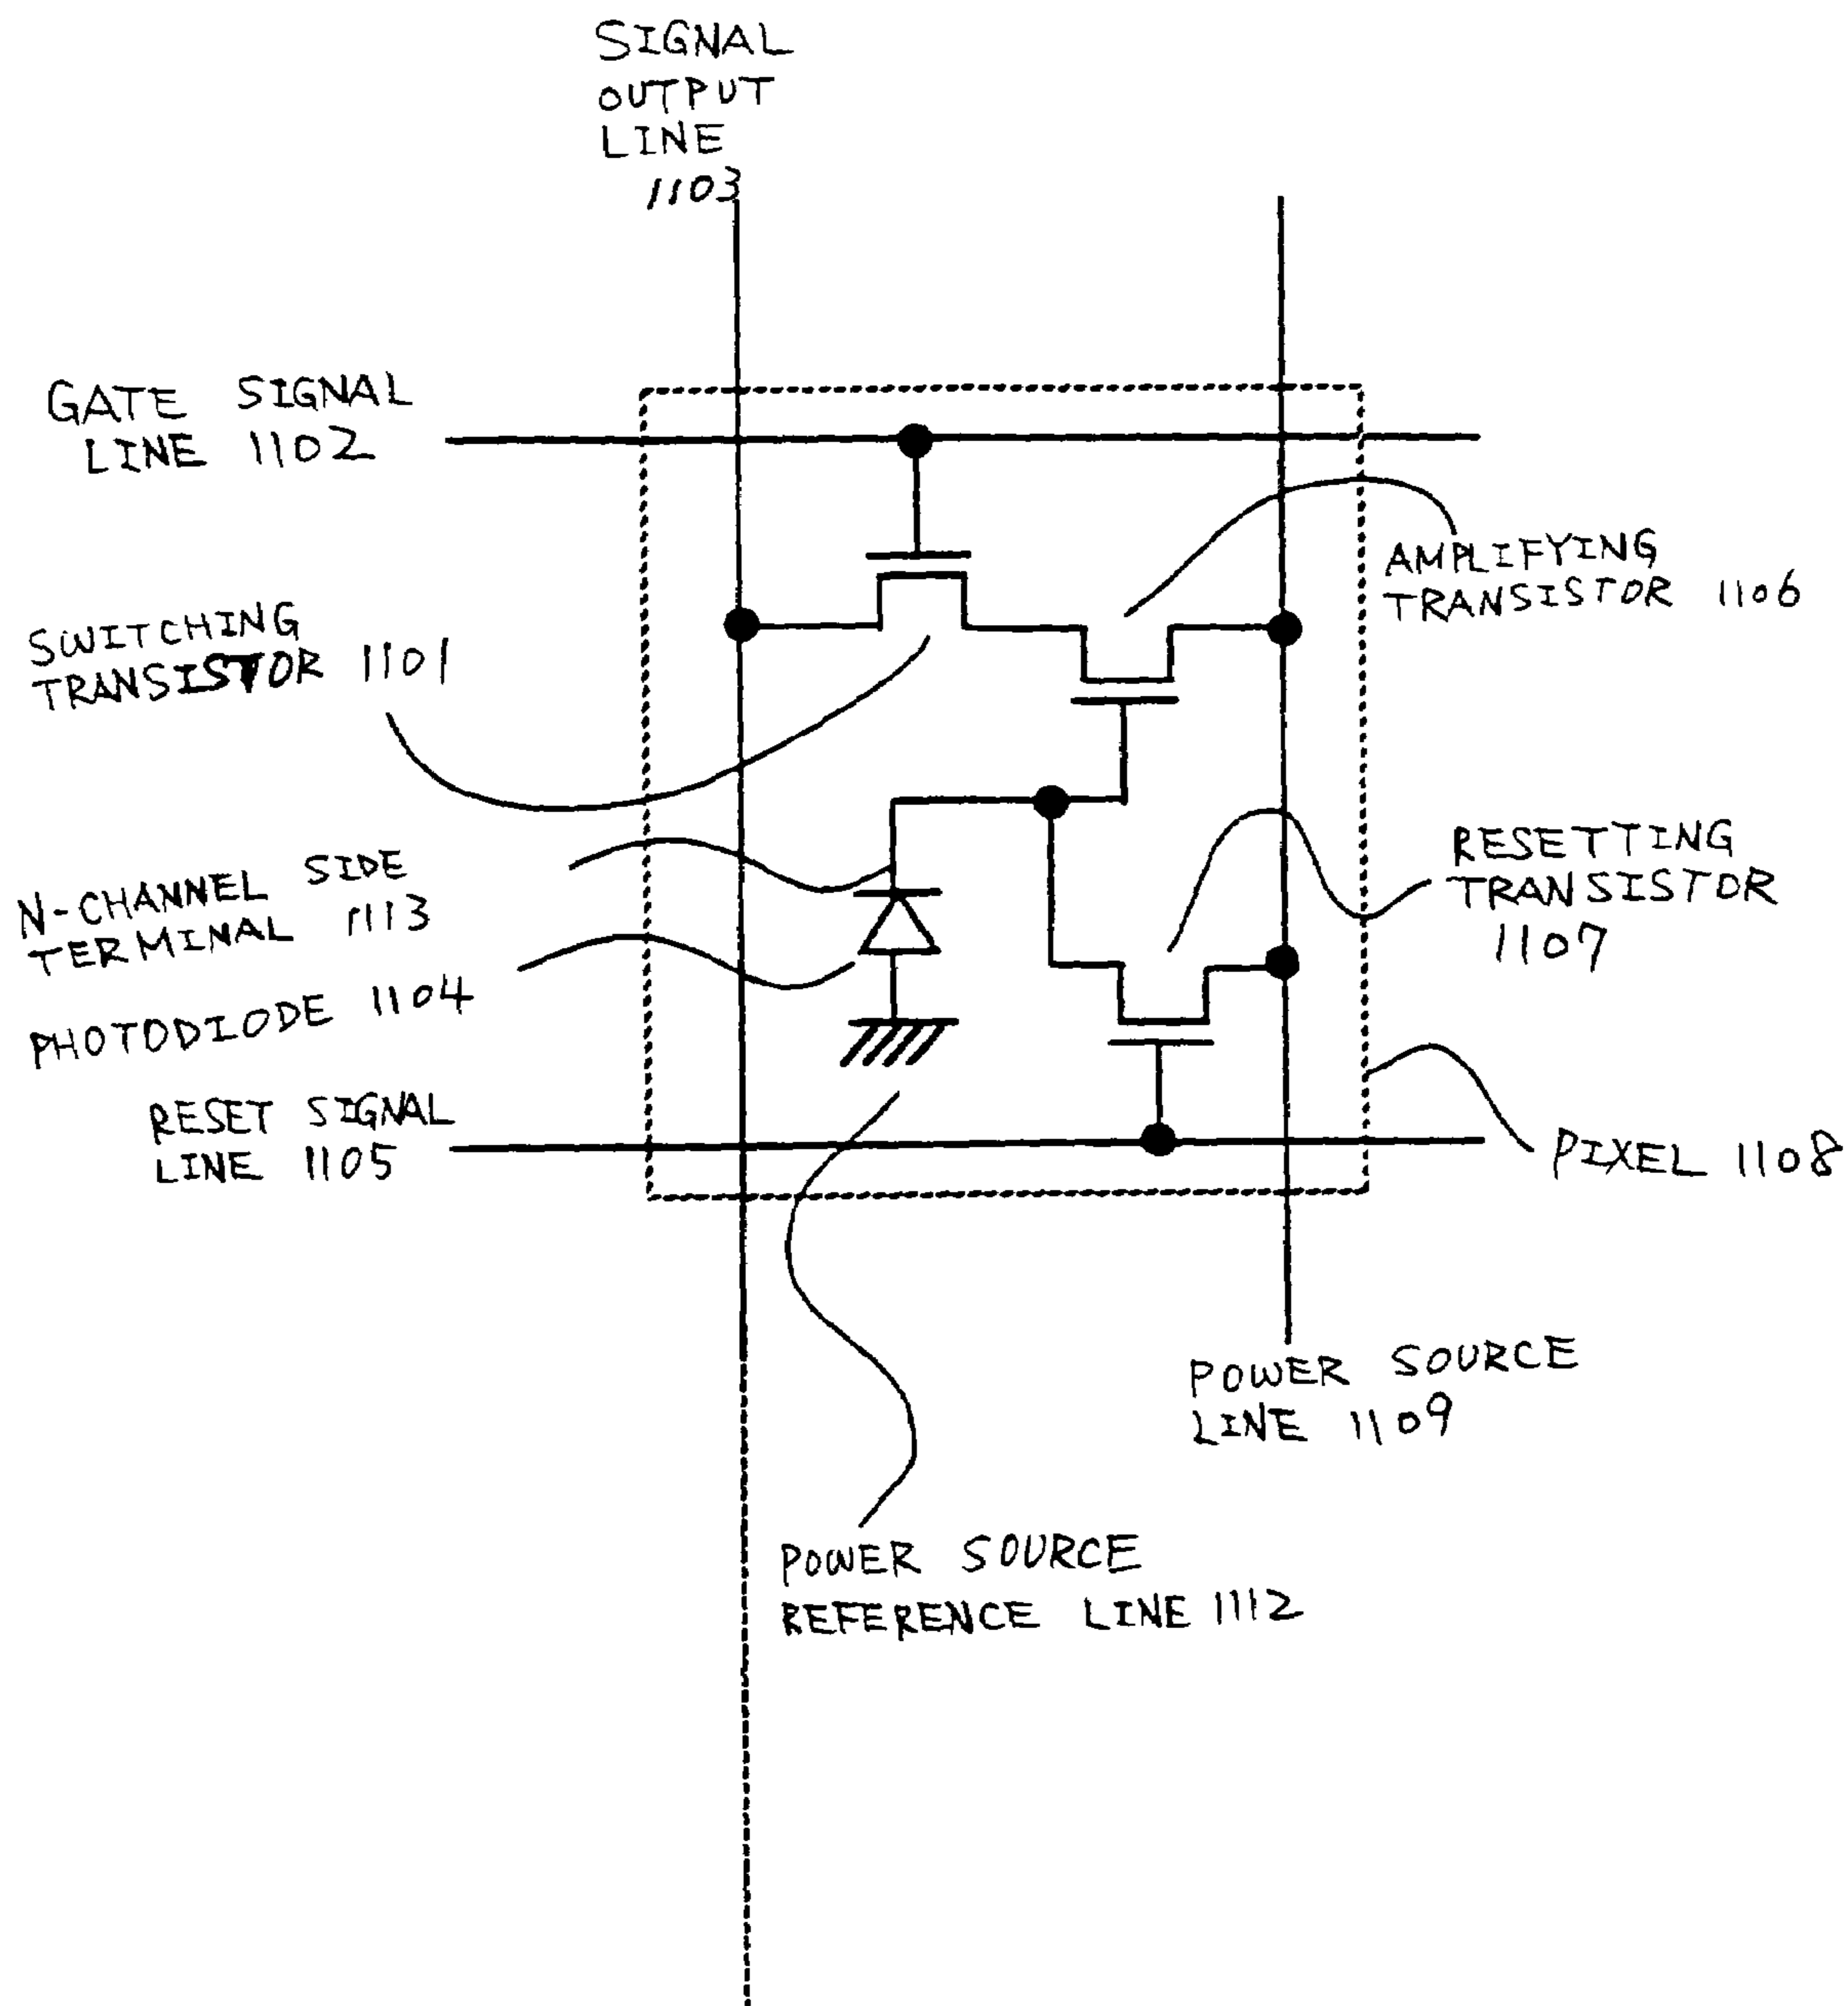 SIGNAL
OUTPUT
LINE
1103
GATE SIGNAL
LINE 1102
AMPLIFYING
TRANSISTOR 1106
SWITCHING
TRANSISTOR 1101
RESETTING
TRANSISTOR
1107
N-CHANNEL SIDE
TERMINAL 1113
PHOTODIODE 1104
RESET SIGNAL
LINE 1105
PIXEL 1108
POWER SOURCE
LINE 1109
POWER SOURCE
REFERENCE LINE 1112